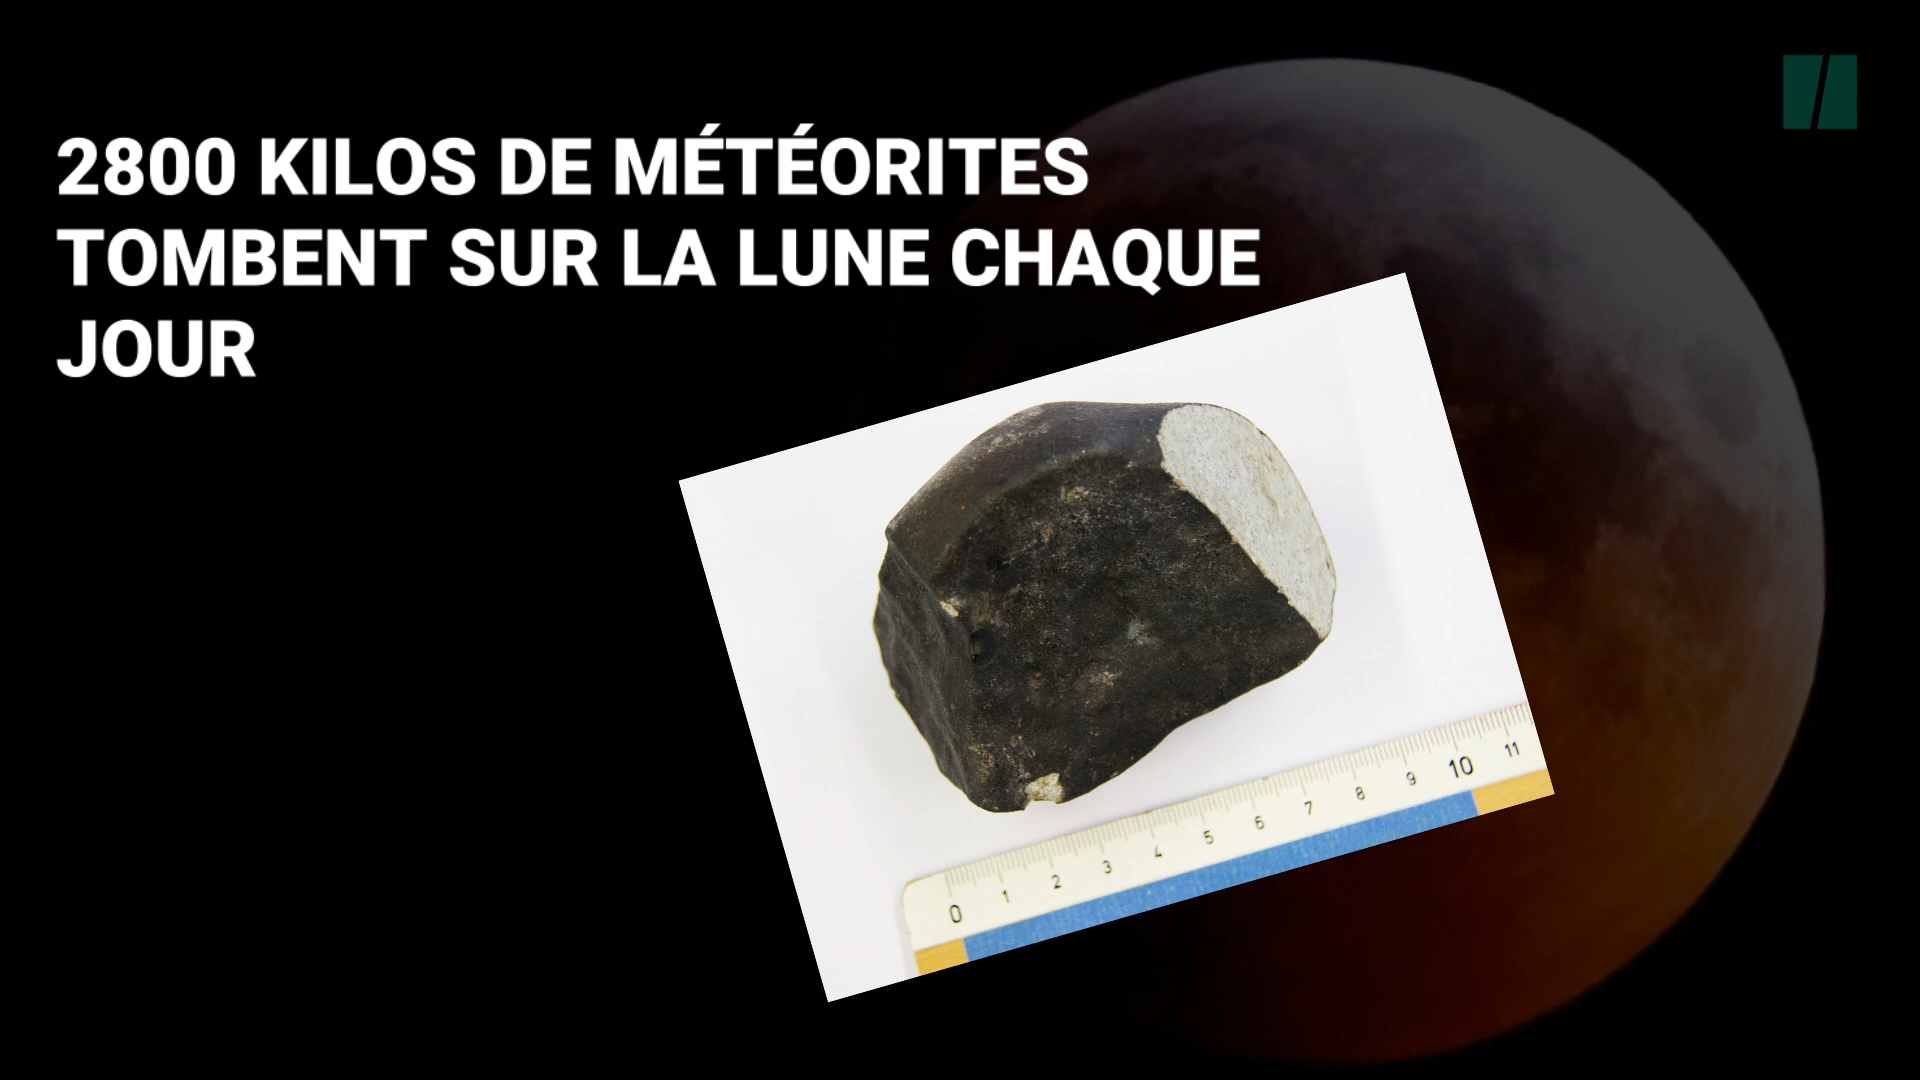 2800 KILOS DE MÉTÉORITES
TOMBENT SUR LA LUNE CHAQUE
JOUR
0 1 2 3 4 5 6 7 8 9 10 11